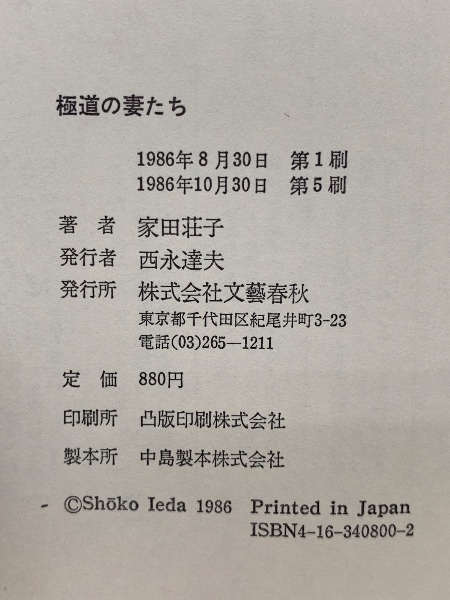 極道の妻たち
1986年8月30日 第1刷
1986年10月30日 第5刷
著者 家田荘子
発行者 西永達夫
発行所 株式会社文藝春秋
東京都千代田区紀尾井町3-23
電話(03)265—1211
定価 880円
印刷所 凸版印刷株式会社
製本所 中島製本株式会社
©Shōko Ieda 1986 Printed in Japan
ISBN4-16-340800-2